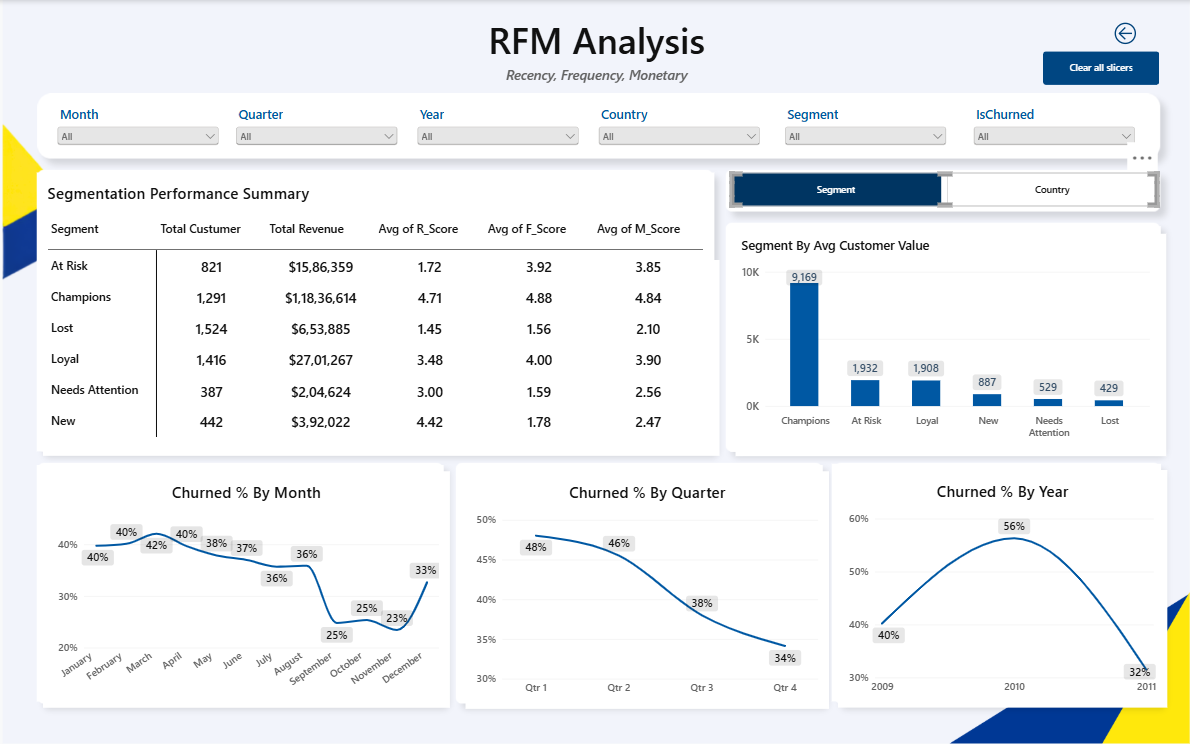 RFM Analysis
Recency, Frequency, Monetary
Clear all slicers
Month Quarter Year Country Segment IsChurned
All All All All All All
Segmentation Performance Summary
Segment Total Custumer Total Revenue Avg of R_Score Avg of F_Score Avg of M_Score
At Risk 821 $15,86,359 1.72 3.92 3.85
Champions 1,291 $1,18,36,614 4.71 4.88 4.84
Lost 1,524 $6,53,885 1.45 1.56 2.10
Loyal 1,416 $27,01,267 3.48 4.00 3.90
Needs Attention 387 $2,04,624 3.00 1.59 2.56
New 442 $3,92,022 4.42 1.78 2.47
Segment Country
Segment By Avg Customer Value
10K
5K
0K
9,169 1,932 1,908 887 529 429
Champions At Risk Loyal New Needs Attention Lost
Churned % By Month
40%
30%
20%
40% 40% 42% 40% 38% 37% 36% 36% 25% 25% 23% 33%
January February March April May June July August September October November December
Churned % By Quarter
50%
45%
40%
35%
30%
48% 46% 38% 34%
Qtr 1 Qtr 2 Qtr 3 Qtr 4
Churned % By Year
60%
50%
40%
30%
40% 56% 32%
2009 2010 2011